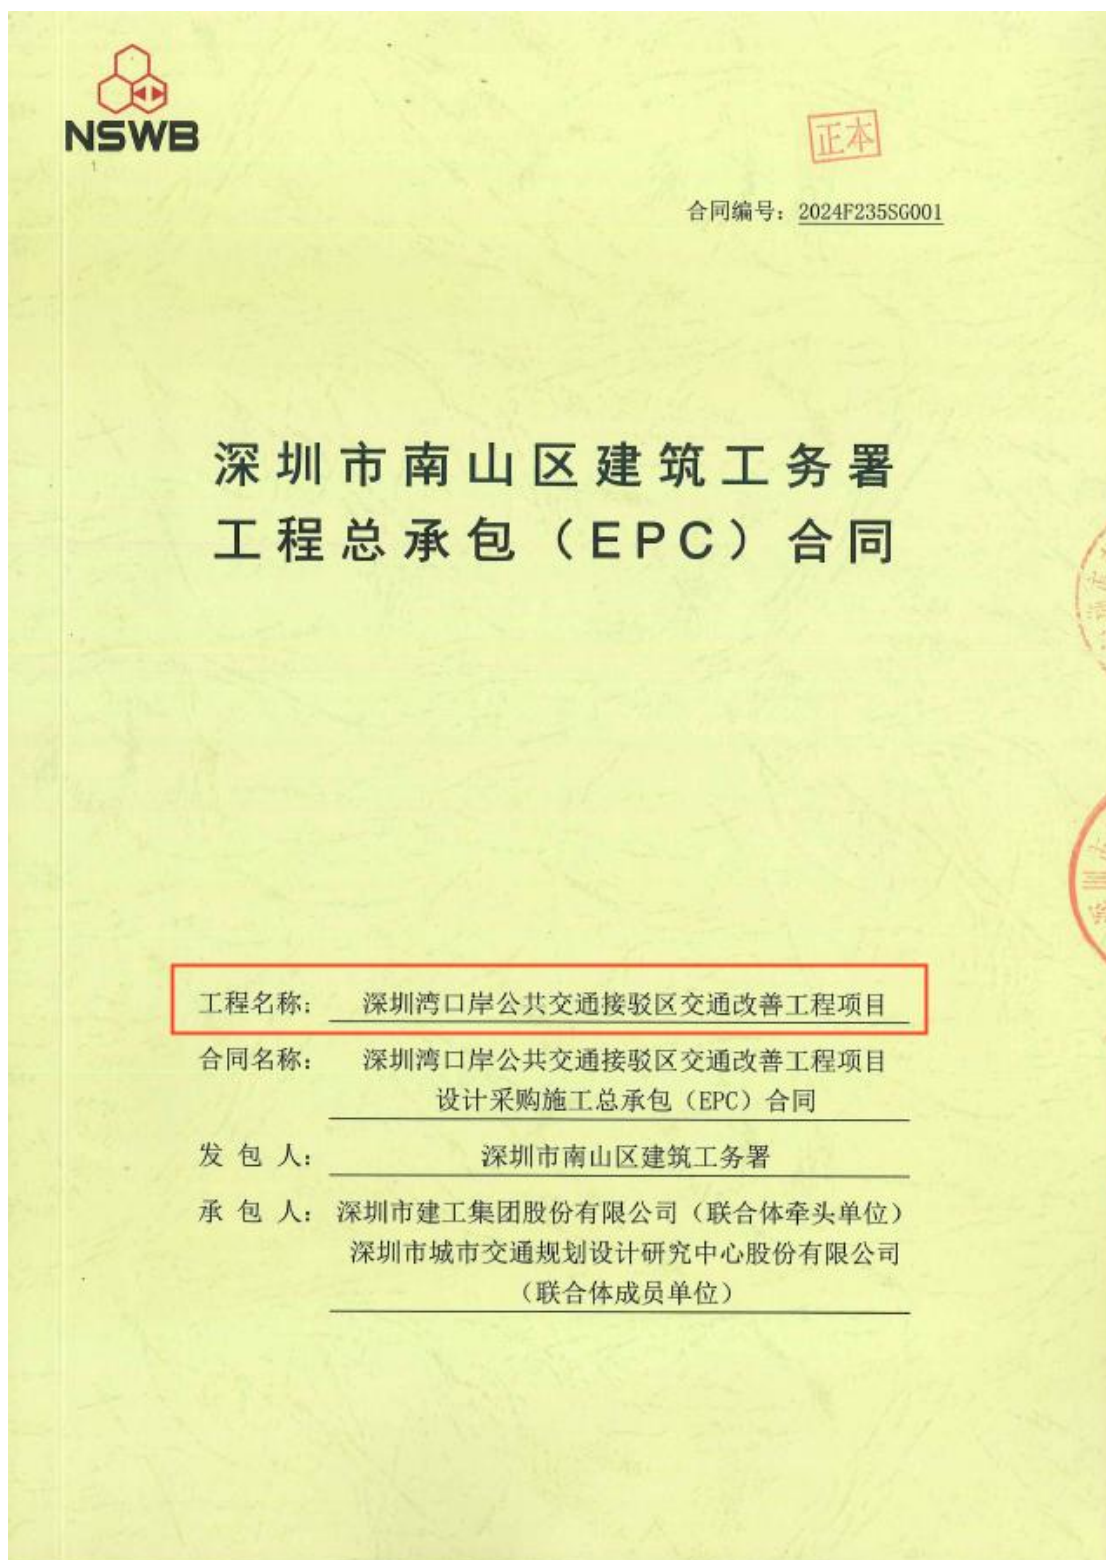 NSWB
正本
合同编号：2024F235SG001
深圳市南山区建筑工务署
工程总承包（EPC）合同
工程名称：深圳湾口岸公共交通接驳区交通改善工程项目
合同名称：深圳湾口岸公共交通接驳区交通改善工程项目
设计采购施工总承包（EPC）合同
发包人：深圳市南山区建筑工务署
承包人：深圳市建工集团股份有限公司（联合体牵头单位）
深圳市城市交通规划设计研究中心股份有限公司
（联合体成员单位）